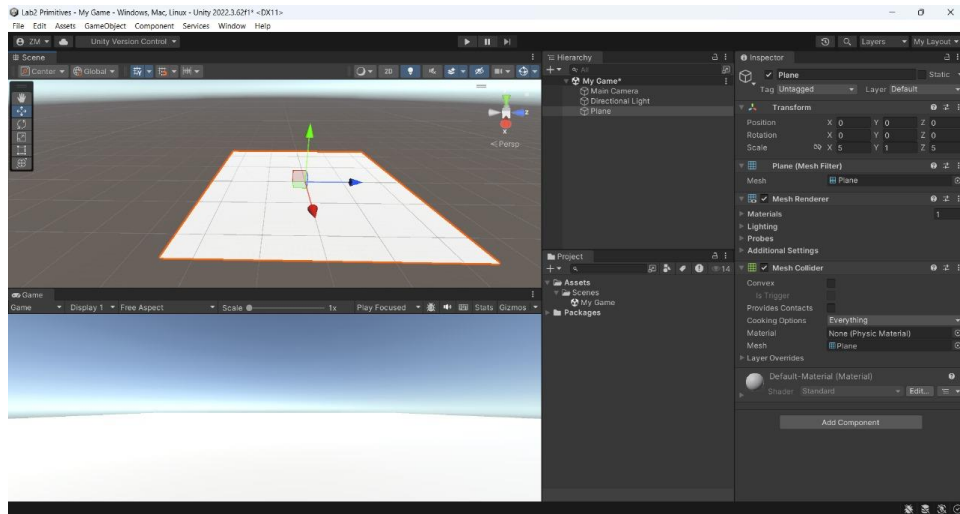 Lab2 Primitives - My Game - Windows, Mac, Linux - Unity 2022.3.62f1* <DX11>
File Edit Assets GameObject Component Services Window Help
ZM Unity Version Control Layers My Layout
Scene
Center Global 2D
z
x
< Persp
Hierarchy
All
My Game*
Main Camera
Directional Light
Plane
Project
14
Assets
Scenes
My Game
Packages
Game
Game Display 1 Free Aspect Scale 1x Play Focused Stats Gizmos
Inspector
Plane Static
Tag Untagged Layer Default
Transform
Position X 0 Y 0 Z 0
Rotation X 0 Y 0 Z 0
Scale X 5 Y 1 Z 5
Plane (Mesh Filter)
Mesh Plane
Mesh Renderer
Materials 1
Lighting
Probes
Additional Settings
Mesh Collider
Convex
Is Trigger
Provides Contacts
Cooking Options Everything
Material None (Physic Material)
Mesh Plane
Layer Overrides
Default-Material (Material)
Shader Standard Edit...
Add Component